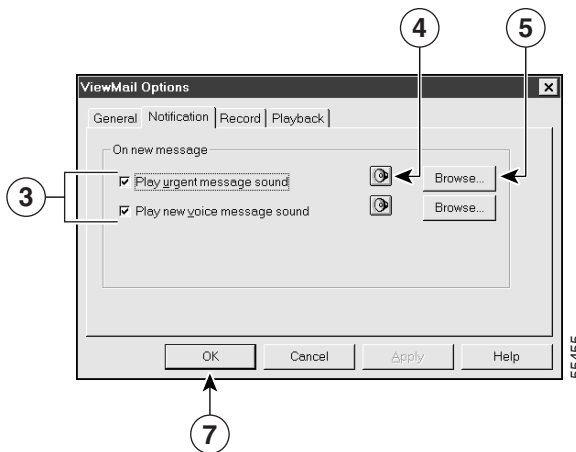 4 5
ViewMail Options
General Notification Record Playback
On new message
3
Play urgent message sound Browse...
Play new voice message sound Browse...
OK Cancel Apply Help
55455
7